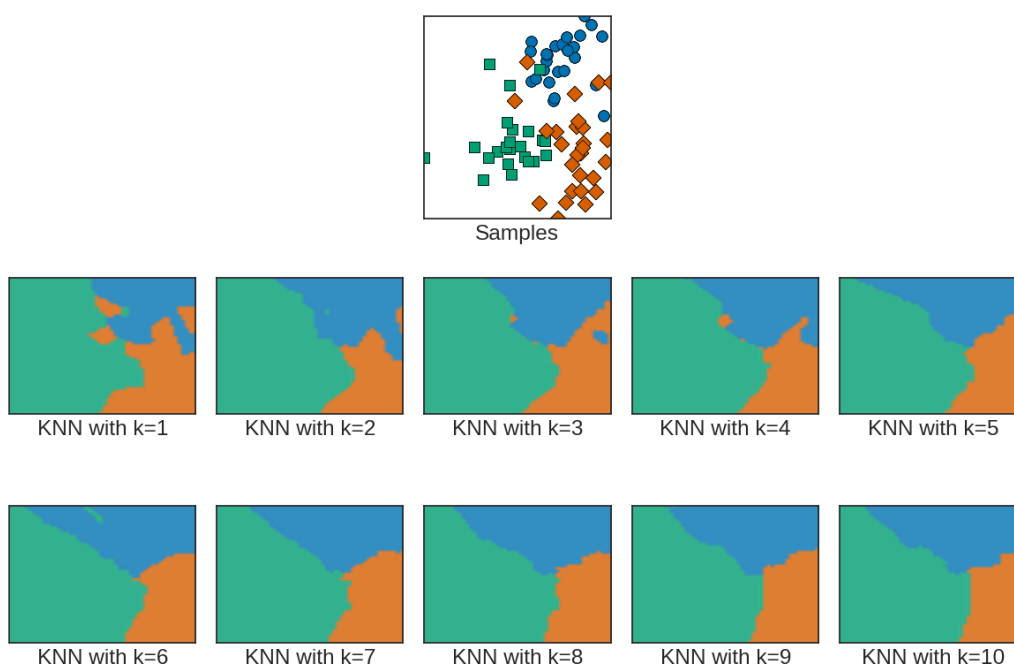 Samples
KNN with k=1
KNN with k=2
KNN with k=3
KNN with k=4
KNN with k=5
KNN with k=6
KNN with k=7
KNN with k=8
KNN with k=9
KNN with k=10